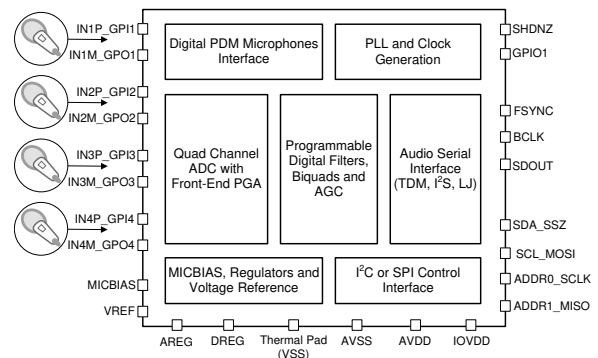 IN1P_GPI1
IN1M_GPO1
IN2P_GPI2
IN2M_GPO2
IN3P_GPI3
IN3M_GPO3
IN4P_GPI4
IN4M_GPO4
MICBIAS
VREF
Digital PDM Microphones
Interface
PLL and Clock
Generation
Quad Channel
ADC with
Front-End PGA
Programmable
Digital Filters,
Biquads and
AGC
Audio Serial
Interface
(TDM, I²S, LJ)
MICBIAS, Regulators and
Voltage Reference
I²C or SPI Control
Interface
SHDNZ
GPIO1
FSYNC
BCLK
SDOUT
SDA_SSZ
SCL_MOSI
ADDR0_SCLK
ADDR1_MISO
AREG
DREG
Thermal Pad
(VSS)
AVSS
AVDD
IOVDD